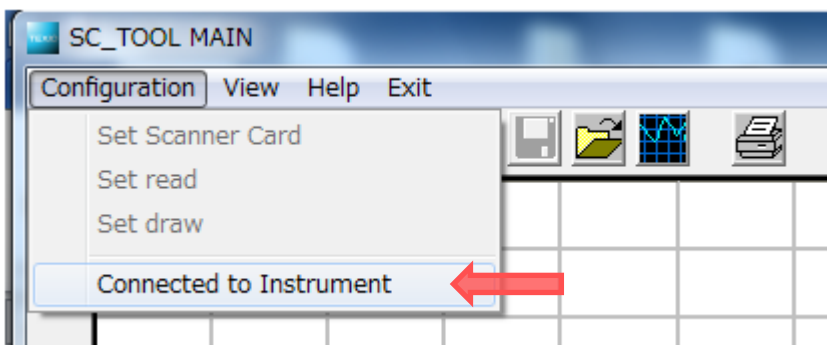 SC_TOOL MAIN
Configuration View Help Exit
Set Scanner Card
Set read
Set draw
Connected to Instrument